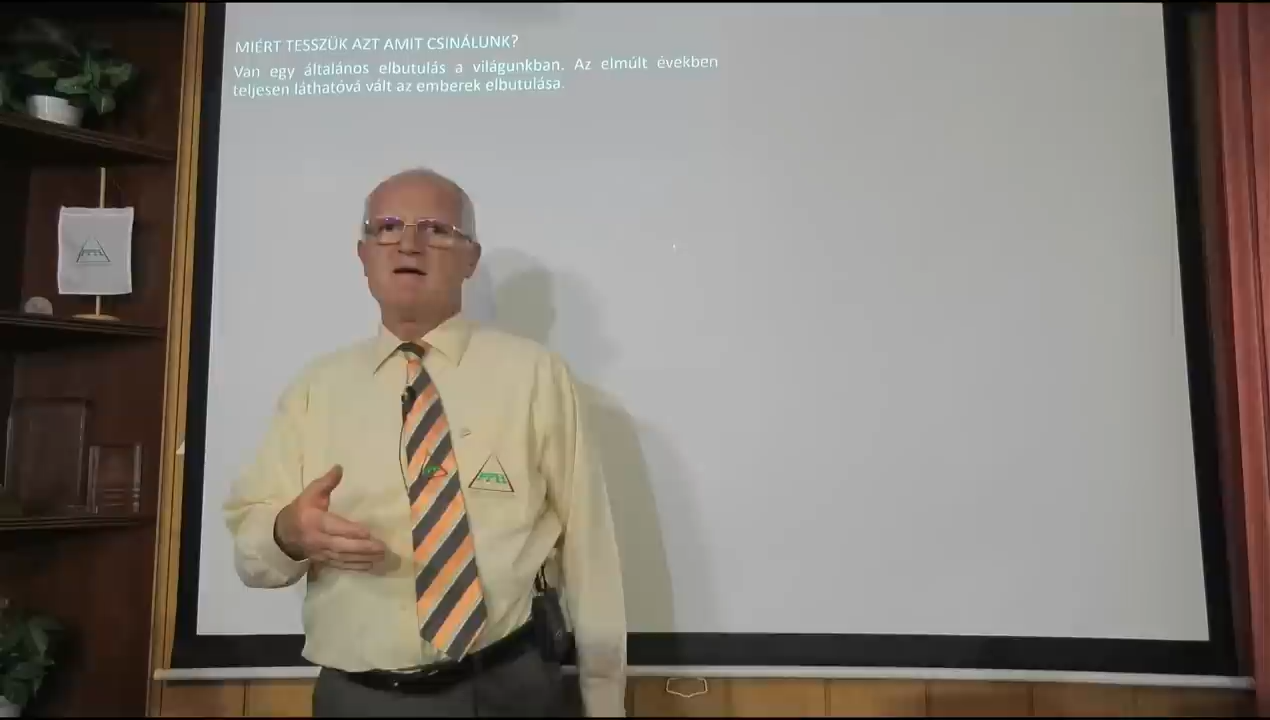 MIÉRT TESSZÜK AZT AMIT CSINÁLUNK?
Van egy általános elbutulás a világunkban. Az elmúlt években
teljesen láthatóvá vált az emberek elbutulása.